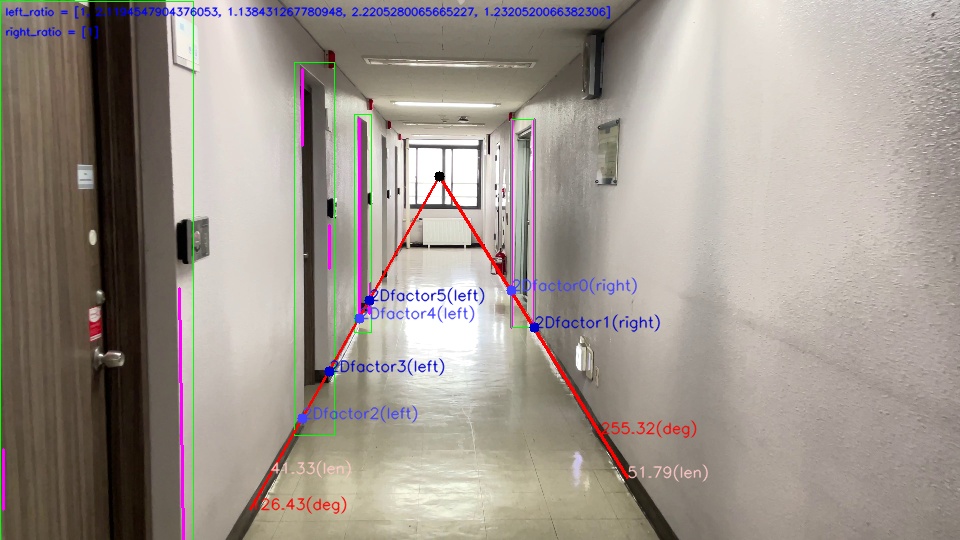 left_ratio = [1, 2.1194547904376053, 1.138431267780948, 2.2205280065665227, 1.2320520066382306]
right_ratio = [1]
2Dfactor0(right)
2Dfactor5(left)
2Dfactor4(left)
2Dfactor1(right)
2Dfactor3(left)
2Dfactor2(left)
255.32(deg)
41.33(len)
51.79(len)
26.43(deg)